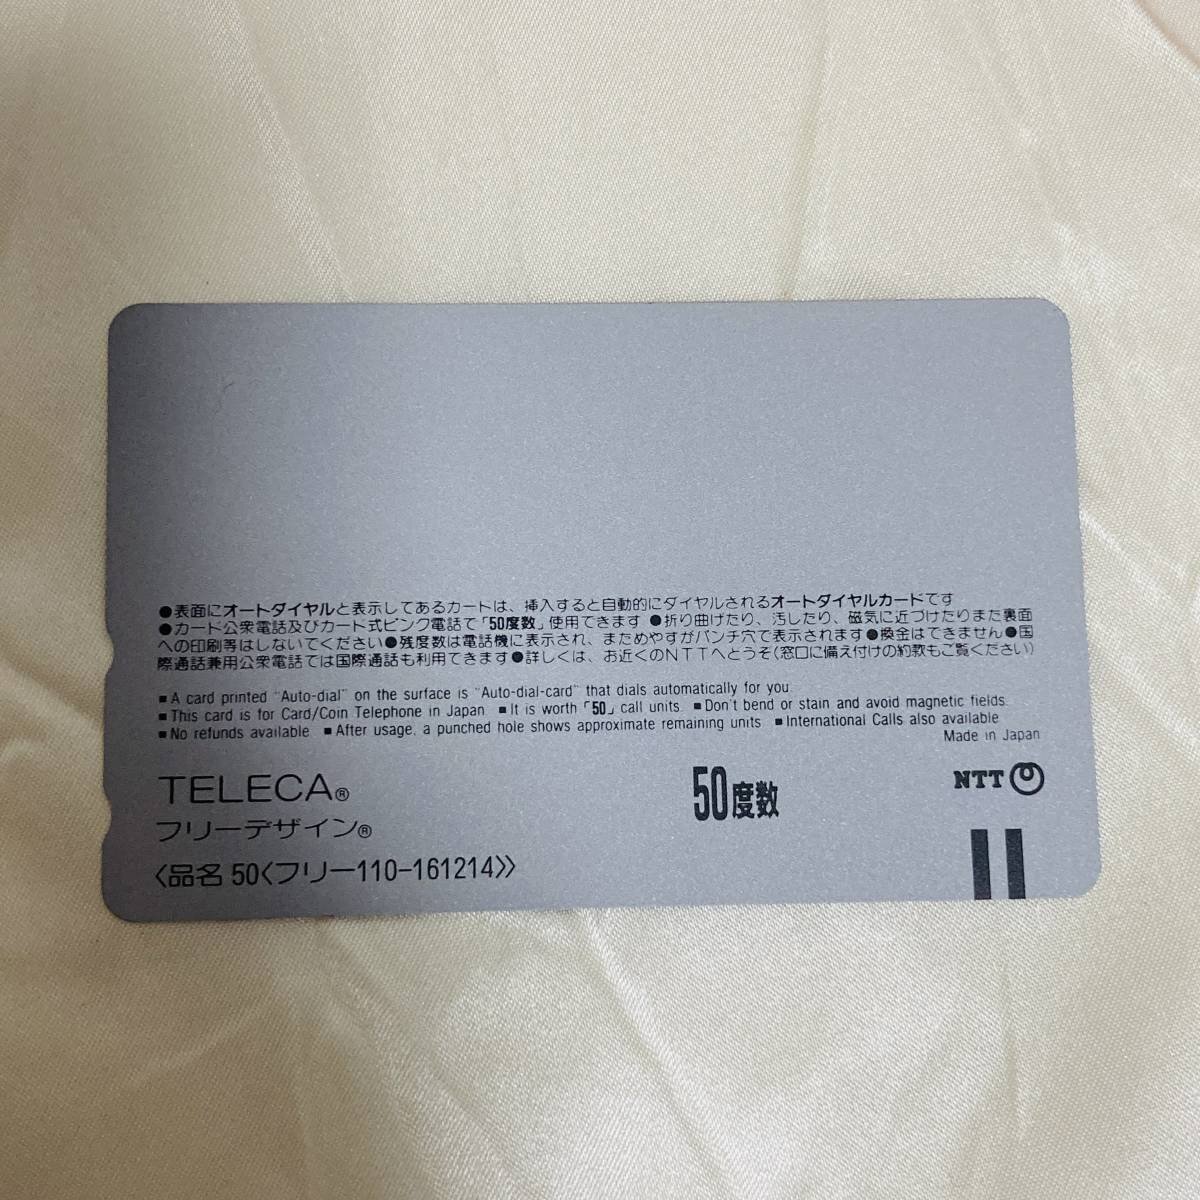 ●表面にオートダイヤルと表示してあるカートは、挿入すると自動的にダイヤルされるオートダイヤルカードです
●カード公衆電話及びカード式ピンク電話で「50度数」使用できます ●折り曲げたり、汚したり、磁気に近づけたりまた裏面
への印刷等はしないでください●残度数は電話機に表示され、まためやすがパンチ穴で表示されます●換金はできません●国
際通話兼用公衆電話では国際通話も利用できます●詳しくは、お近くのNTTへとうぞ(窓口に備え付けの約款もご覧ください)
■ A card printed "Auto-dial" on the surface is "Auto-dial-card" that dials automatically for you.
■ This card is for Card/Coin Telephone in Japan ■ It is worth「50」call units. ■ Don't bend or stain and avoid magnetic fields.
■ No refunds available ■ After usage, a punched hole shows approximate remaining units ■ International Calls also available
Made in Japan
TELECA®
50度数
NTT
フリーデザイン®
〈品名 50〈フリー110-161214〉〉